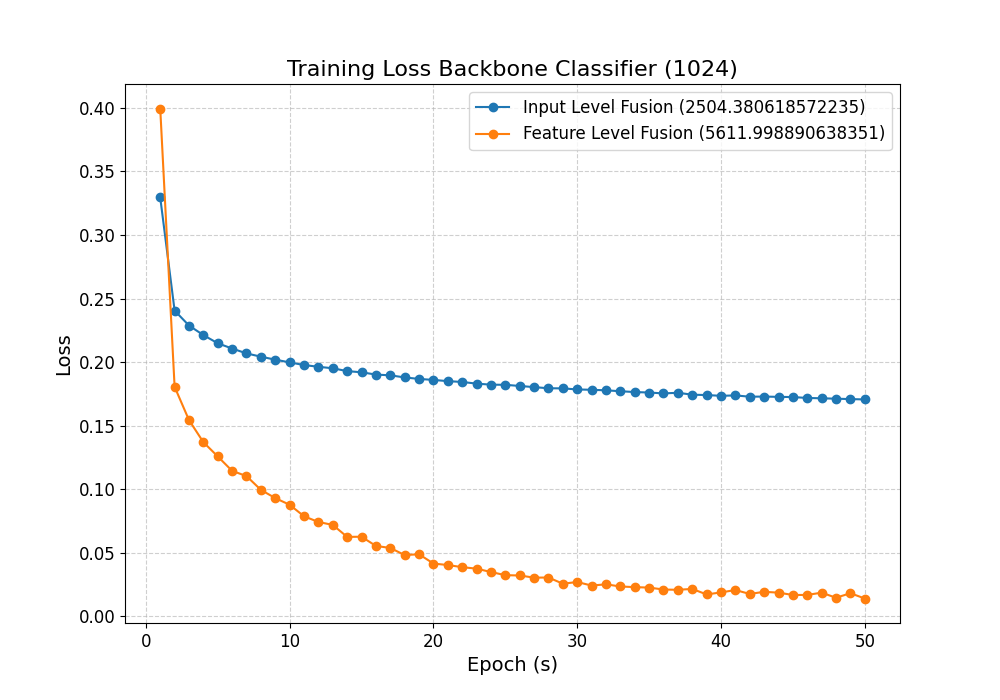 Training Loss Backbone Classifier (1024)
Input Level Fusion (2504.380618572235)
Feature Level Fusion (5611.998890638351)
0.40
0.35
0.30
0.25
0.20
0.15
0.10
0.05
0.00
Loss
0 10 20 30 40 50
Epoch (s)